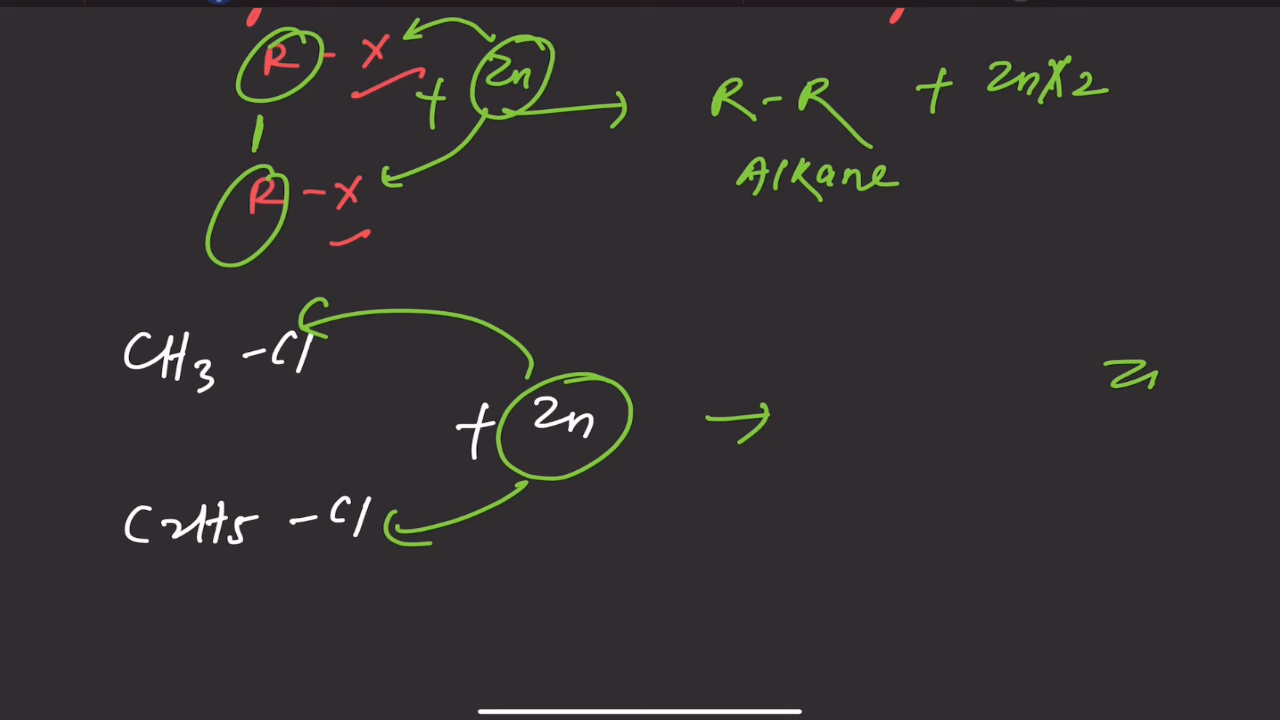 R - X
+ Zn → R - R + ZnX2
Alkane
R - X
CH3 - Cl
+ Zn →
C2H5 - Cl